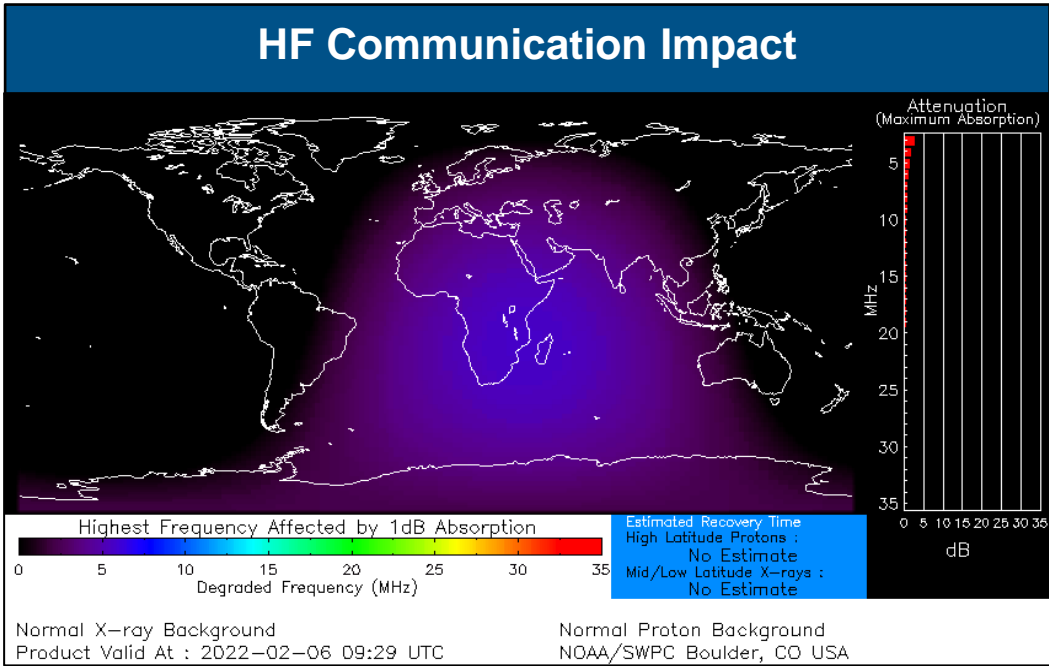 HF Communication Impact
Attenuation
(Maximum Absorption)
5
10
15
20
25
30
35
MHz
0 5 10 15 20 25 30 35
dB
Highest Frequency Affected by 1dB Absorption
0 5 10 15 20 25 30 35
Degraded Frequency (MHz)
Estimated Recovery Time
High Latitude Protons :
No Estimate
Mid/Low Latitude X-rays :
No Estimate
Normal X-ray Background
Product Valid At : 2022-02-06 09:29 UTC
Normal Proton Background
NOAA/SWPC Boulder, CO USA